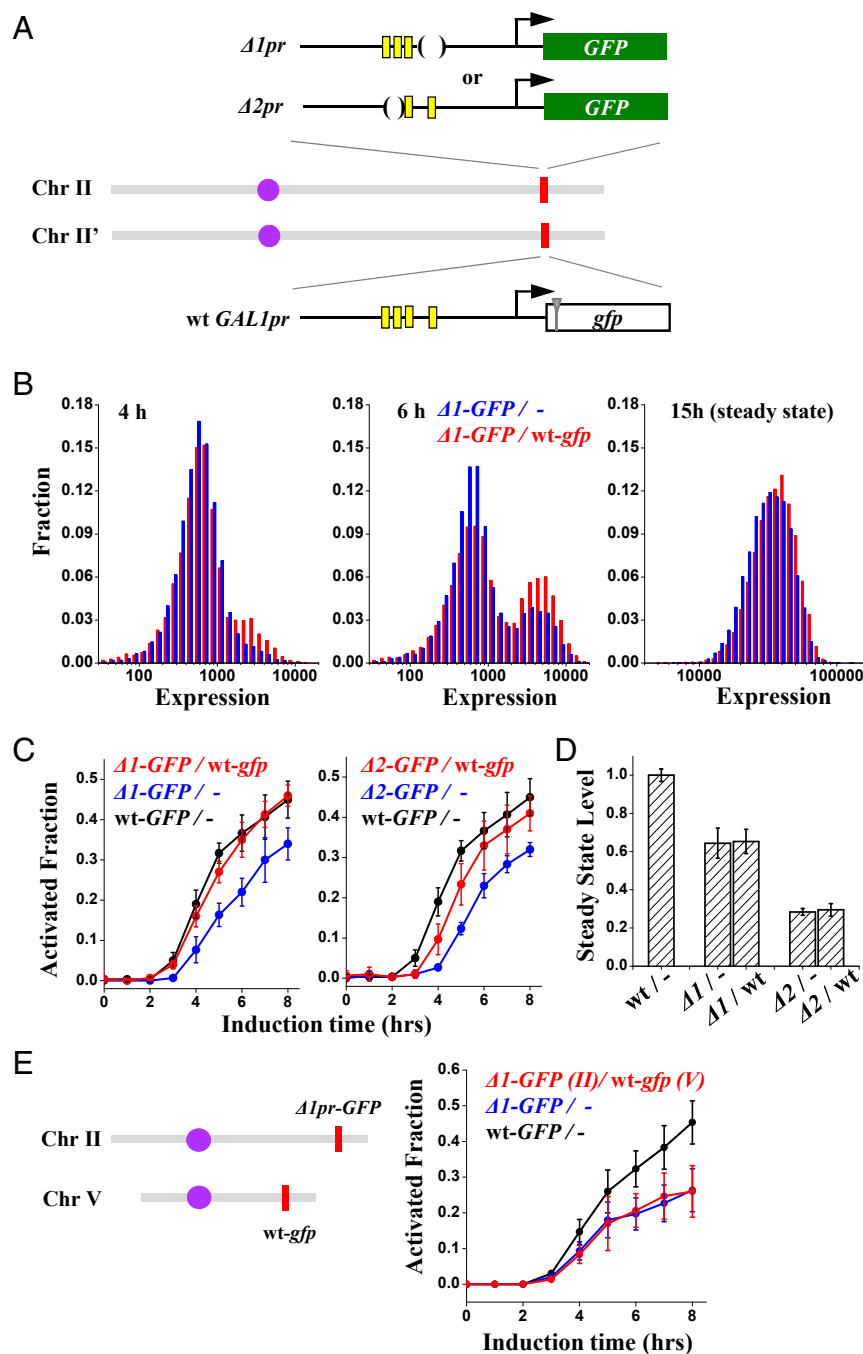 A
Δ1pr
( )
GFP
or
Δ2pr
( )
GFP
Chr II
Chr II'
wt GAL1pr
gfp
B
4 h
6 h
Δ1-GFP / -
Δ1-GFP / wt-gfp
15h (steady state)
Fraction
0.18
0.15
0.12
0.09
0.06
0.03
0.00
100
1000
10000
Expression
0.18
0.15
0.12
0.09
0.06
0.03
0.00
100
1000
10000
Expression
0.18
0.15
0.12
0.09
0.06
0.03
0.00
10000
100000
Expression
C
Δ1-GFP / wt-gfp
Δ1-GFP / -
wt-GFP / -
Activated Fraction
0.5
0.4
0.3
0.2
0.1
0.0
0 2 4 6 8
Δ2-GFP / wt-gfp
Δ2-GFP / -
wt-GFP / -
0.5
0.4
0.3
0.2
0.1
0.0
0 2 4 6 8
Induction time (hrs)
D
Steady State Level
1.0
0.8
0.6
0.4
0.2
0.0
wt / -
Δ1 / -
Δ1 / wt
Δ2 / -
Δ2 / wt
E
Δ1pr-GFP
Chr II
Chr V
wt-gfp
Δ1-GFP (II)/ wt-gfp (V)
Δ1-GFP / -
wt-GFP / -
Activated Fraction
0.6
0.5
0.4
0.3
0.2
0.1
0.0
0 2 4 6 8
Induction time (hrs)